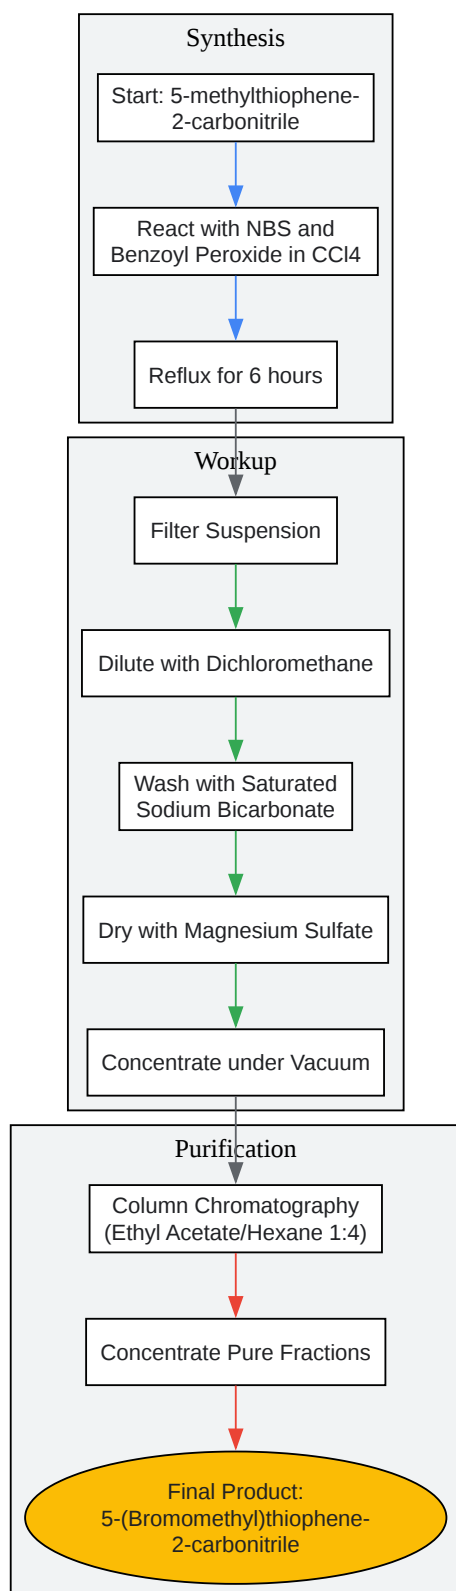 Synthesis
Start: 5-methylthiophene-
2-carbonitrile
React with NBS and
Benzoyl Peroxide in CCl4
Reflux for 6 hours
Workup
Filter Suspension
Dilute with Dichloromethane
Wash with Saturated
Sodium Bicarbonate
Dry with Magnesium Sulfate
Concentrate under Vacuum
Purification
Column Chromatography
(Ethyl Acetate/Hexane 1:4)
Concentrate Pure Fractions
Final Product:
5-(Bromomethyl)thiophene-
2-carbonitrile